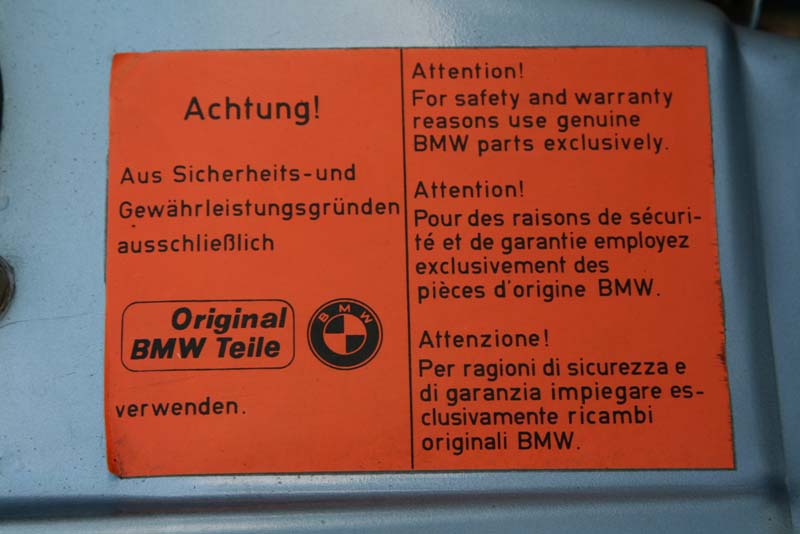 Achtung!
Aus Sicherheits-und
Gewährleistungsgründen
ausschließlich
Original
BMW Teile
BMW
verwenden.
Attention!
For safety and warranty
reasons use genuine
BMW parts exclusively.
Attention!
Pour des raisons de sécuri-
té et de garantie employez
exclusivement des
pièces d'origine BMW.
Attenzione!
Per ragioni di sicurezza e
di garanzia impiegare es-
clusivamente ricambi
originali BMW.